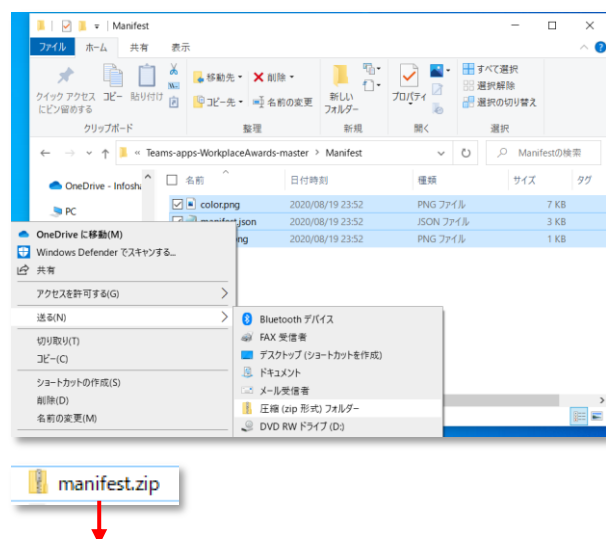 Manifest
ファイル ホーム 共有 表示
クイック アクセス
にピン留めする
コピー 貼り付け
移動先 削除
コピー先 名前の変更
新しい
フォルダー
プロパティ
すべて選択
選択解除
選択の切り替え
クリップボード 整理 新規 開く 選択
« Teams-apps-WorkplaceAwards-master > Manifest
Manifestの検索
OneDrive - Infosha
PC
名前 日付時刻 種類 サイズ タグ
color.png 2020/08/19 23:52 PNG ファイル 7 KB
manifest.json 2020/08/19 23:52 JSON ファイル 3 KB
ng 2020/08/19 23:52 PNG ファイル 1 KB
OneDrive に移動(M)
Windows Defender でスキャンする...
共有
アクセスを許可する(G)
送る(N)
切り取り(T)
コピー(C)
ショートカットの作成(S)
削除(D)
名前の変更(M)
Bluetooth デバイス
FAX 受信者
デスクトップ (ショートカットを作成)
ドキュメント
メール受信者
圧縮 (zip 形式) フォルダー
DVD RW ドライブ (D:)
manifest.zip